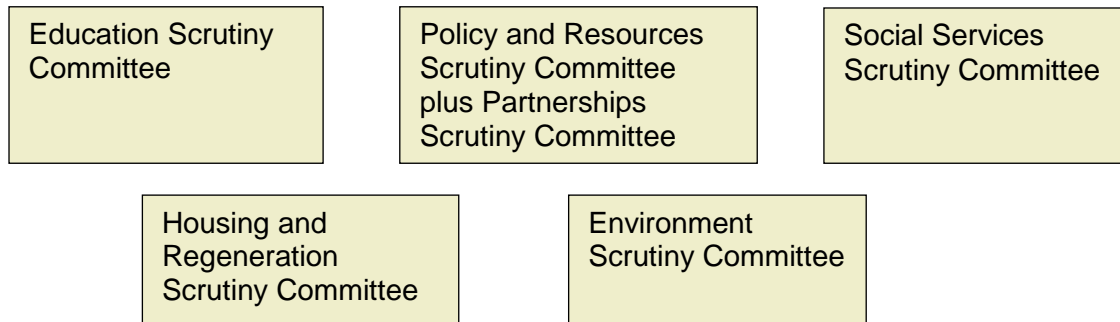 Education Scrutiny
Committee
Policy and Resources
Scrutiny Committee
plus Partnerships
Scrutiny Committee
Social Services
Scrutiny Committee
Housing and
Regeneration
Scrutiny Committee
Environment
Scrutiny Committee